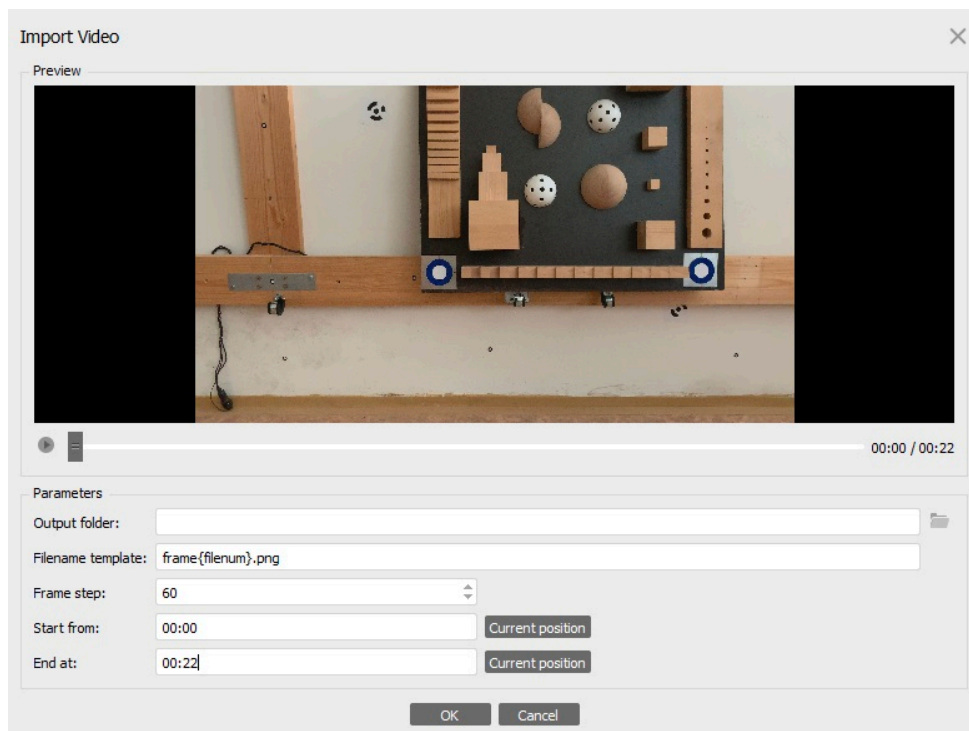 Import Video
Preview
00:00 / 00:22
Parameters
Output folder:
Filename template: frame{filenum}.png
Frame step: 60
Start from: 00:00 Current position
End at: 00:22 Current position
OK Cancel